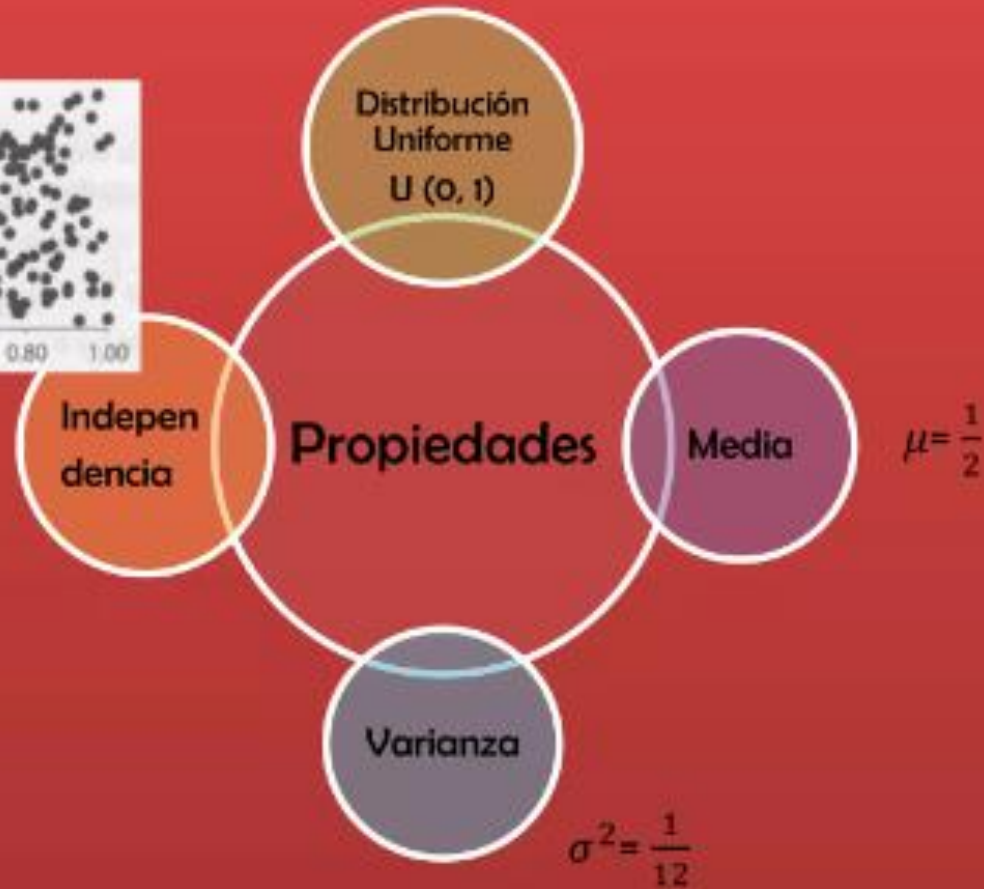 Distribución
Uniforme
U (0, 1)
0.80 1.00
Indepen
dencia
Propiedades
Media
μ= 1/2
Varianza
σ²= 1/12